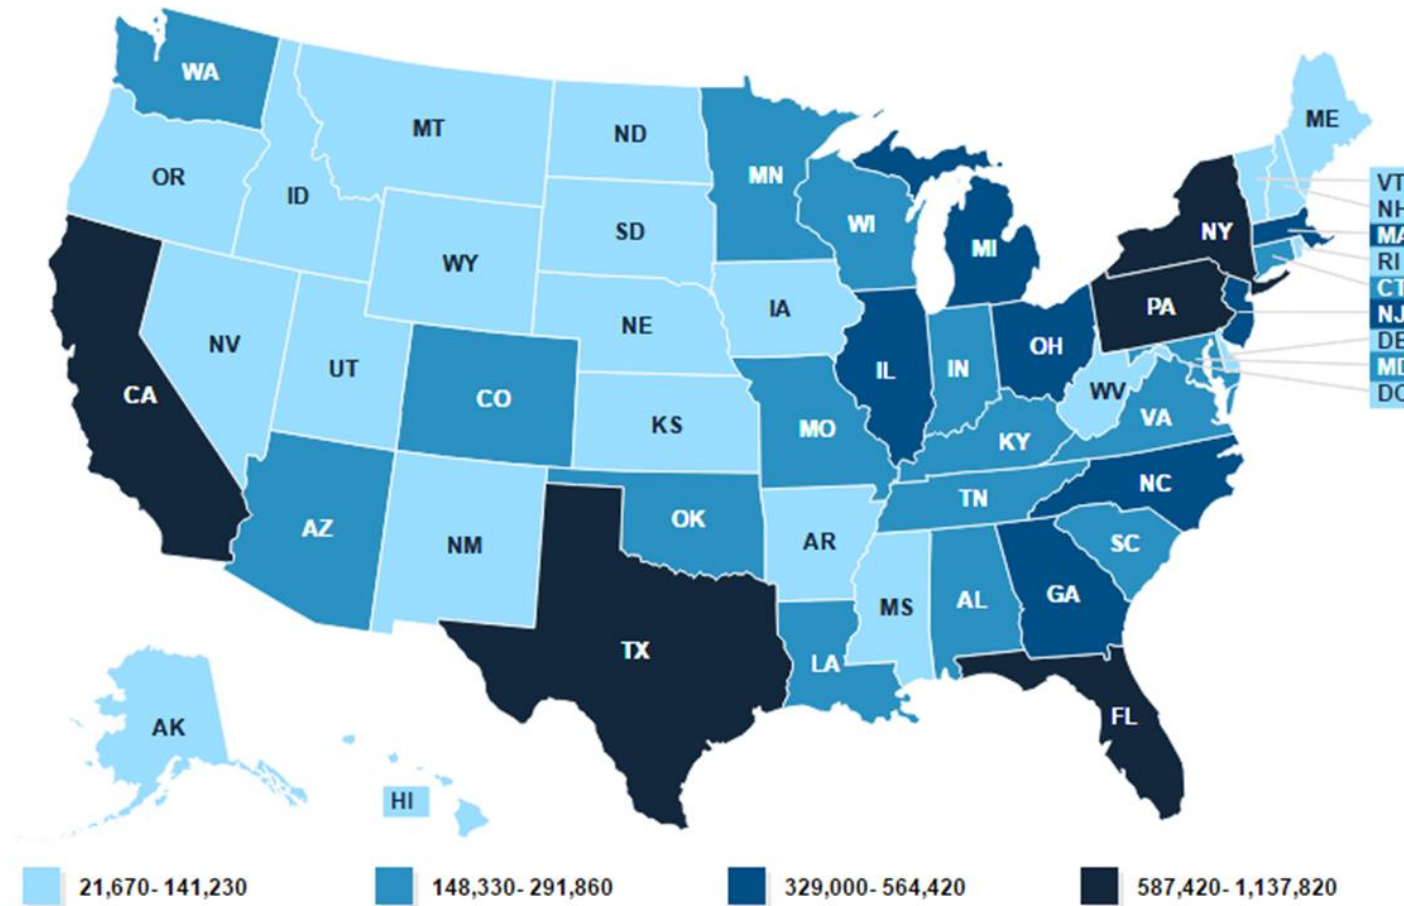 WA
MT
ND
MN
ME
OR
ID
SD
WI
VT
NH
WY
MI
NY
MA
RI
CT
IA
NE
PA
NJ
NV
UT
OH
DE
CA
CO
IL
IN
WV
MD
DC
KS
MO
KY
VA
NC
AZ
NM
OK
TN
AR
SC
MS
AL
GA
TX
LA
FL
AK
HI
21,670- 141,230
148,330- 291,860
329,000- 564,420
587,420- 1,137,820